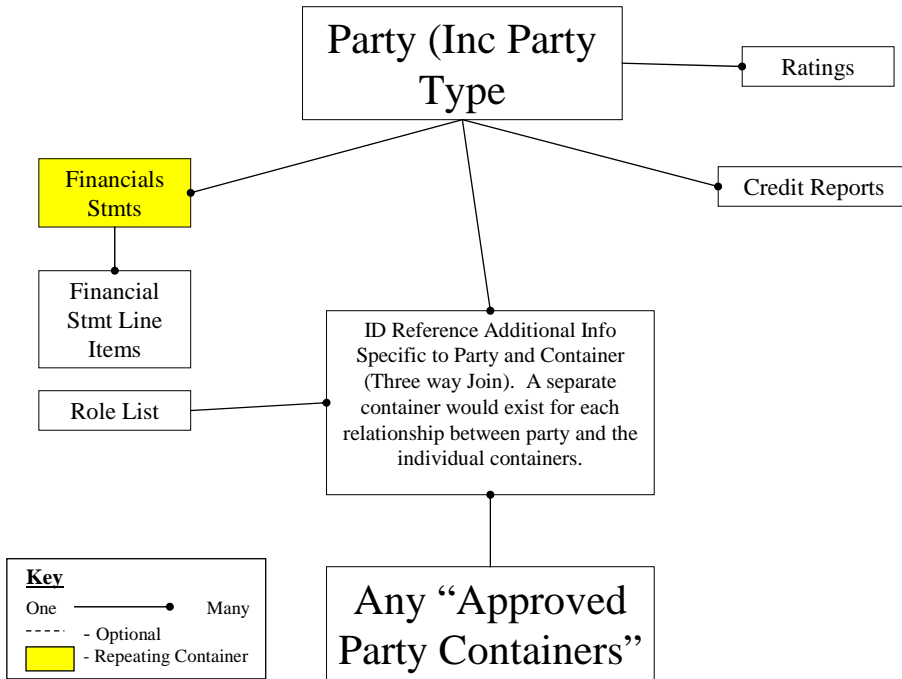 Party (Inc Party
Type
Ratings
Financials
Stmts
Credit Reports
Financial
Stmt Line
Items
ID Reference Additional Info
Specific to Party and Container
(Three way Join).  A separate
container would exist for each
relationship between party and the
individual containers.
Role List
Key
One Many
- Optional
- Repeating Container
Any “Approved
Party Containers”